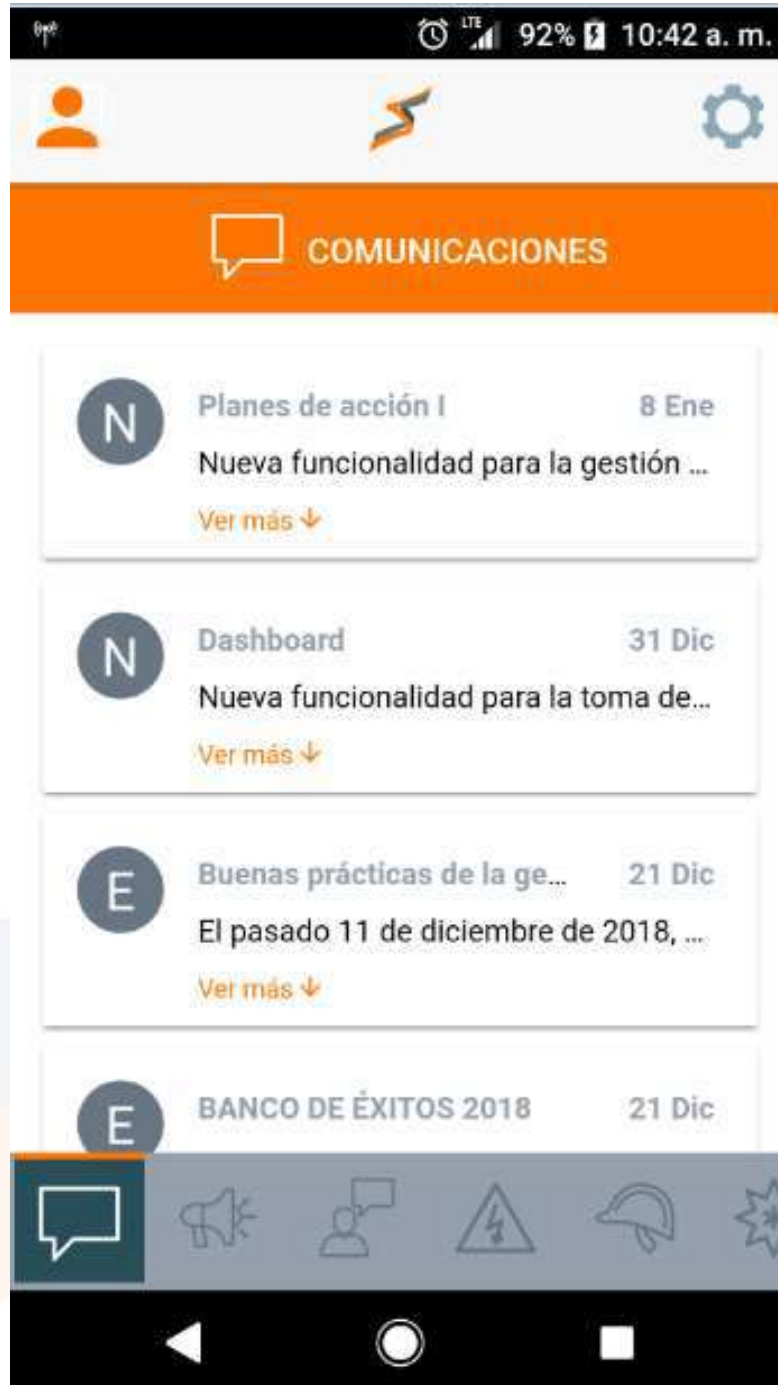 LTE 92% 10:42 a. m.
COMUNICACIONES
N Planes de acción I 8 Ene
Nueva funcionalidad para la gestión ...
Ver más
N Dashboard 31 Dic
Nueva funcionalidad para la toma de...
Ver más
E Buenas prácticas de la ge... 21 Dic
El pasado 11 de diciembre de 2018, ...
Ver más
E BANCO DE ÉXITOS 2018 21 Dic